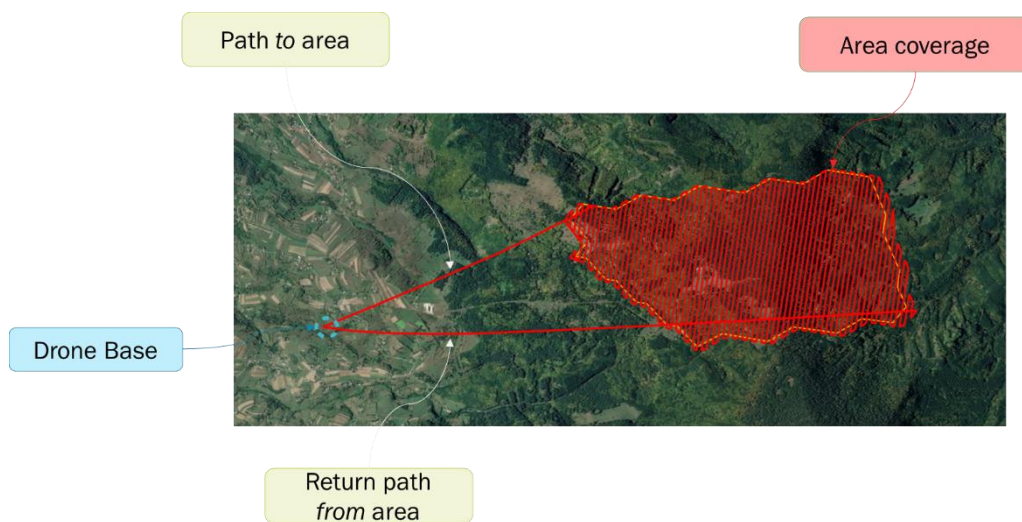 Path to area
Area coverage
Drone Base
Return path
from area